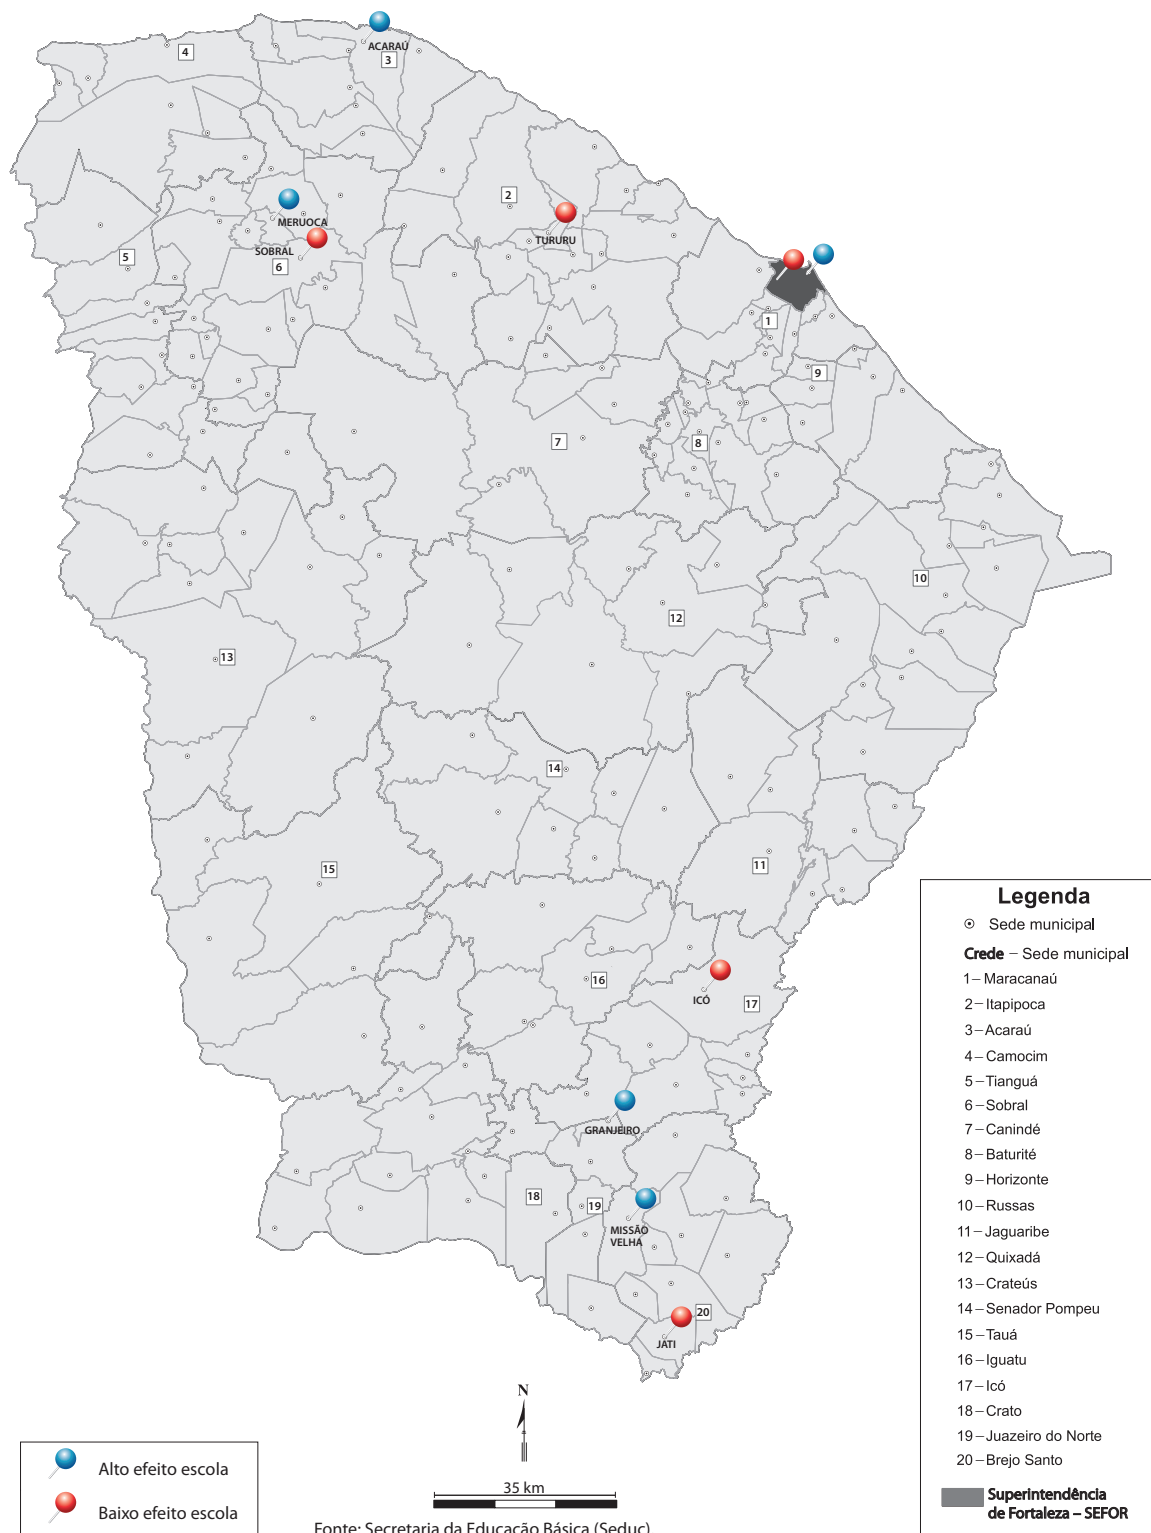 ACARAÚ
3
4
2
MERUOCA
TURURU
SOBRAL
5
6
1
9
7
8
10
12
13
14
11
15
16
ICÓ
17
GRANJEIRO
18
19
MISSÃO
VELHA
20
JATI
Legenda
Sede municipal
Crede – Sede municipal
1–Maracanaú
2–Itapipoca
3–Acaraú
4–Camocim
5–Tianguá
6–Sobral
7–Canindé
8–Baturité
9–Horizonte
10–Russas
11–Jaguaribe
12–Quixadá
13–Crateús
14–Senador Pompeu
15–Tauá
16–Iguatu
17–Icó
18–Crato
19–Juazeiro do Norte
20–Brejo Santo
Superintendência
de Fortaleza – SEFOR
N
35 km
Alto efeito escola
Baixo efeito escola
Fonte: Secretaria da Educação Básica (Seduc)